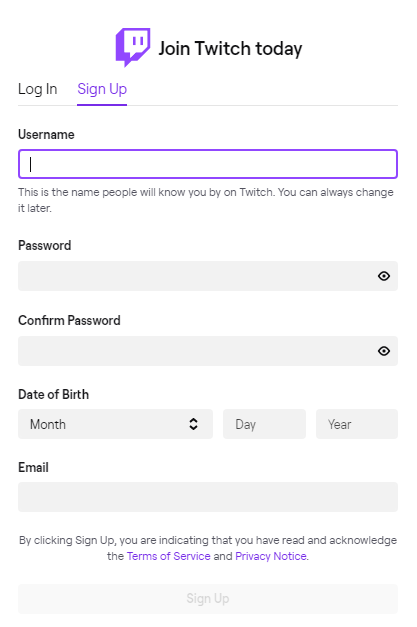 Join Twitch today
Log In Sign Up
Username
This is the name people will know you by on Twitch. You can always change
it later.
Password
Confirm Password
Date of Birth
Month Day Year
Email
By clicking Sign Up, you are indicating that you have read and acknowledge
the Terms of Service and Privacy Notice.
Sign Up